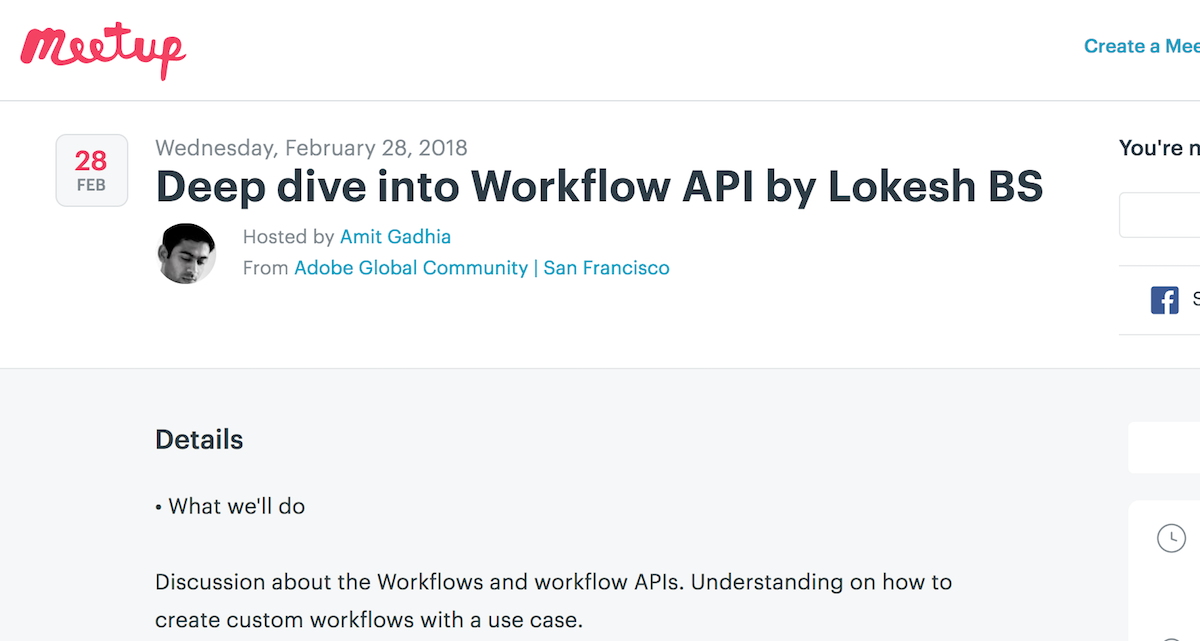 Meetup
Create a Mee
28
FEB
Wednesday, February 28, 2018
Deep dive into Workflow API by Lokesh BS
Hosted by Amit Gadhia
From Adobe Global Community | San Francisco
You're n
Details
• What we'll do
Discussion about the Workflows and workflow APIs. Understanding on how to
create custom workflows with a use case.